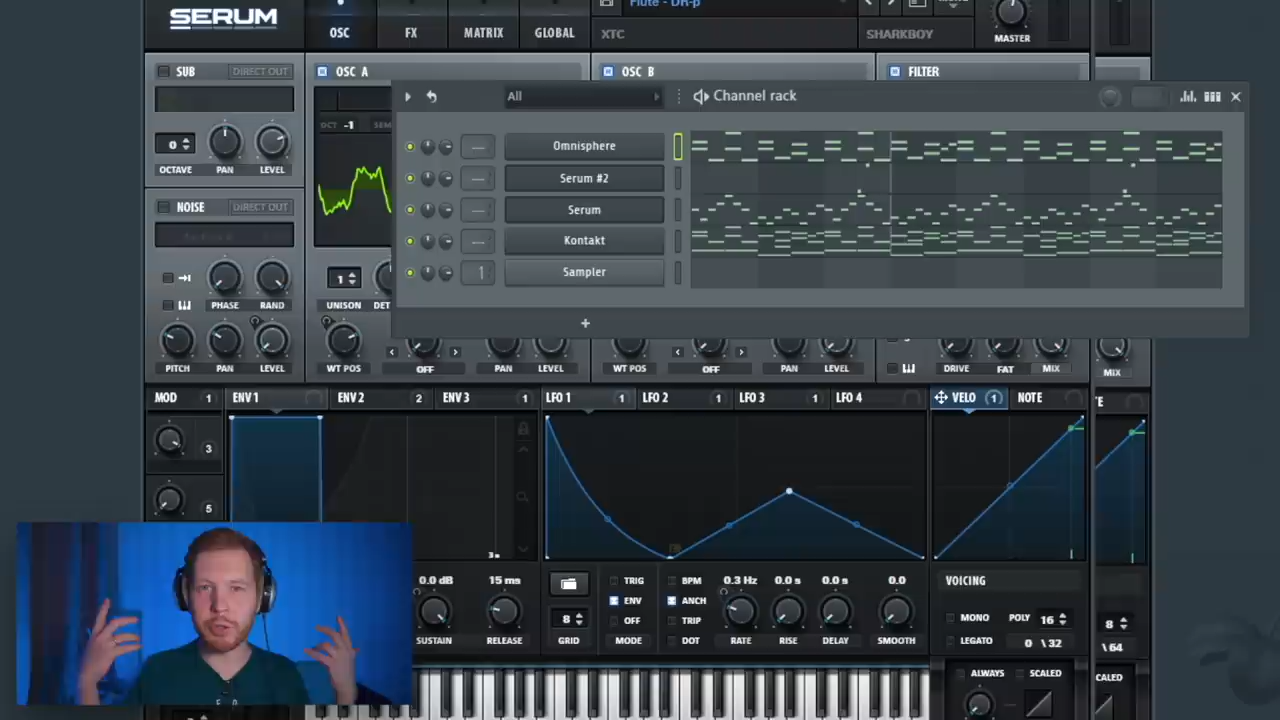 SERUM
OSC FX MATRIX GLOBAL
Flute - DR-p
XTC SHARKBOY
MASTER
SUB DIRECT OUT OSC A OSC B FILTER
All Channel rack
OCT -1
0
OCTAVE PAN LEVEL
Omnisphere
Serum #2
Serum
Kontakt
1 Sampler
+
NOISE DIRECT OUT
1
PHASE RAND UNISON
PITCH PAN LEVEL WT POS OFF PAN LEVEL WT POS OFF PAN LEVEL DRIVE FAT MIX MIX
MOD 1 ENV 1 ENV 2 2 ENV 3 1 LFO 1 1 LFO 2 1 LFO 3 1 LFO 4 VELO 1 NOTE
3
5
0.0 dB 15 ms
SUSTAIN RELEASE
TRIG BPM
ENV ANCH
OFF TRIP
MODE DOT
8
GRID
0.3 Hz 0.0 s 0.0 s 0.0
RATE RISE DELAY SMOOTH
VOICING
MONO POLY 16
LEGATO 0 \ 32
8
\ 64
ALWAYS SCALED
CALED